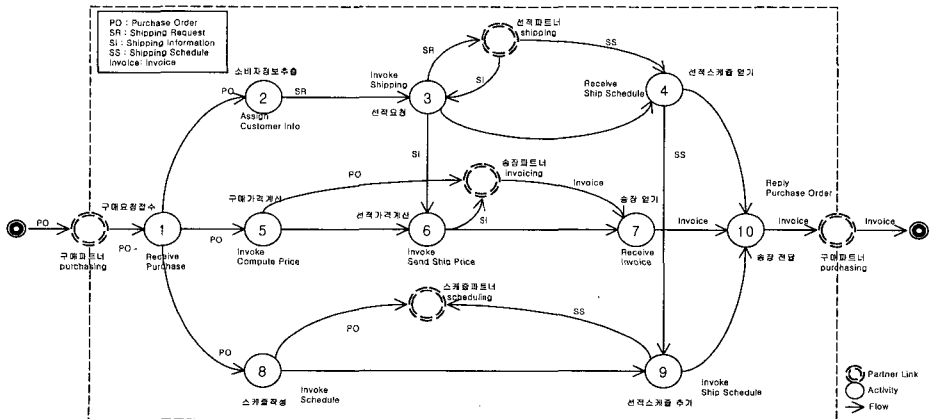 PO : Purchase Order
SR : Shipping Request
SI : Shipping Information
SS : Shipping Schedule
Invoice: Invoice
선적파트너
shipping
소비자정보추출
PO
2
SR
Assign
Customer Info
Invoke
Shipping
SR
3
SI
선적요청
SS
선적스케줄 얻기
Receive
Ship Schedule
4
SI
SS
PO
송장파트너
invoicing
Invoice
구매요청접수
구매가격계산
선적가격계산
송장 얻기
Reply
Purchase Order
PO
구매파트너
purchasing
PO
1
Receive
Purchase
PO
5
Invoke
Compute Price
6
SI
Invoke
Send Ship Price
7
Receive
Invoice
Invoice
10
송장 전달
Invoice
구매파트너
purchasing
Invoice
스케줄파트너
scheduling
PO
SS
PO
8
스케줄작성
Invoke
Schedule
9
선적스케줄 추가
Invoke
Ship Schedule
Partner Link
Activity
Flow